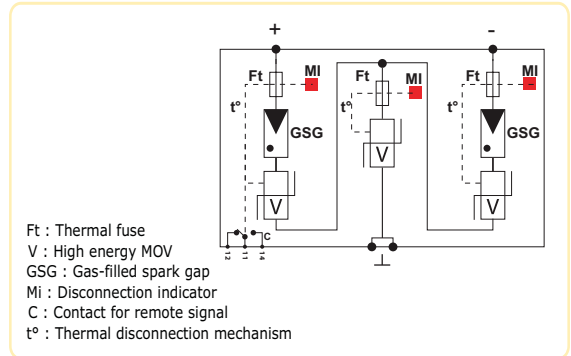 + -
Ft MI Ft MI Ft MI
t° t° t°
GSG GSG
V
V V
C
12 11 14
Ft : Thermal fuse
V : High energy MOV
GSG : Gas-filled spark gap
Mi : Disconnection indicator
C : Contact for remote signal
t° : Thermal disconnection mechanism